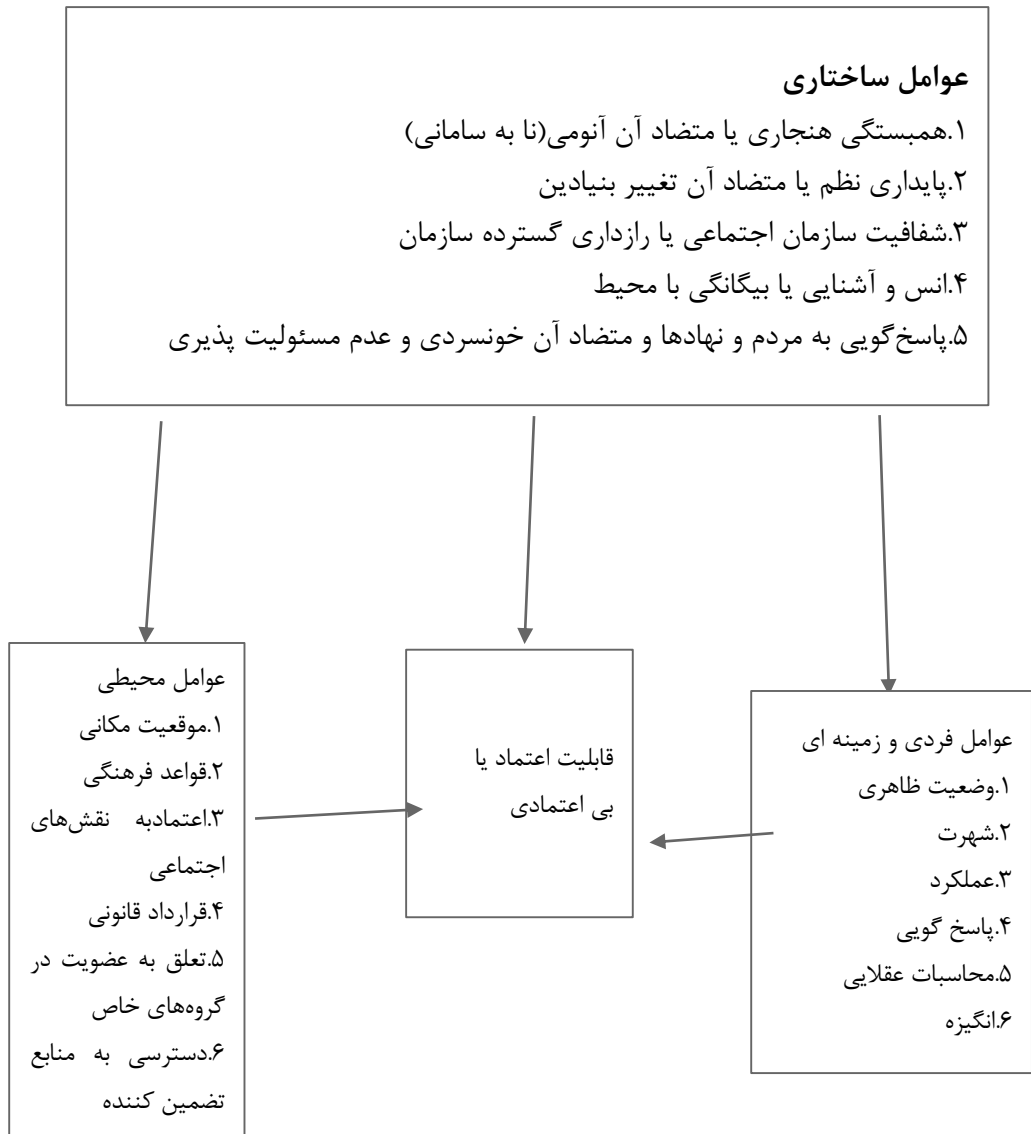 عوامل ساختاری
۱.همبستگی هنجاری یا متضاد آن آنومی(نا به سامانی)
۲.پایداری نظم یا متضاد آن تغییر بنیادین
۳.شفافیت سازمان اجتماعی یا رازداری گسترده سازمان
۴.انس و آشنایی یا بیگانگی با محیط
۵.پاسخ‌گویی به مردم و نهادها و متضاد آن خونسردی و عدم مسئولیت پذیری
عوامل فردی و زمینه ای
۱.وضعیت ظاهری
۲.شهرت
۳.عملکرد
۴.پاسخ گویی
۵.محاسبات عقلایی
۶.انگیزه
قابلیت اعتماد یا
بی اعتمادی
عوامل محیطی
۱.موقعیت مکانی
۲.قواعد فرهنگی
۳.اعتمادبه نقش‌های
اجتماعی
۴.قرارداد قانونی
۵.تعلق به عضویت در
گروه‌های خاص
۶.دسترسی به منابع
تضمین کننده